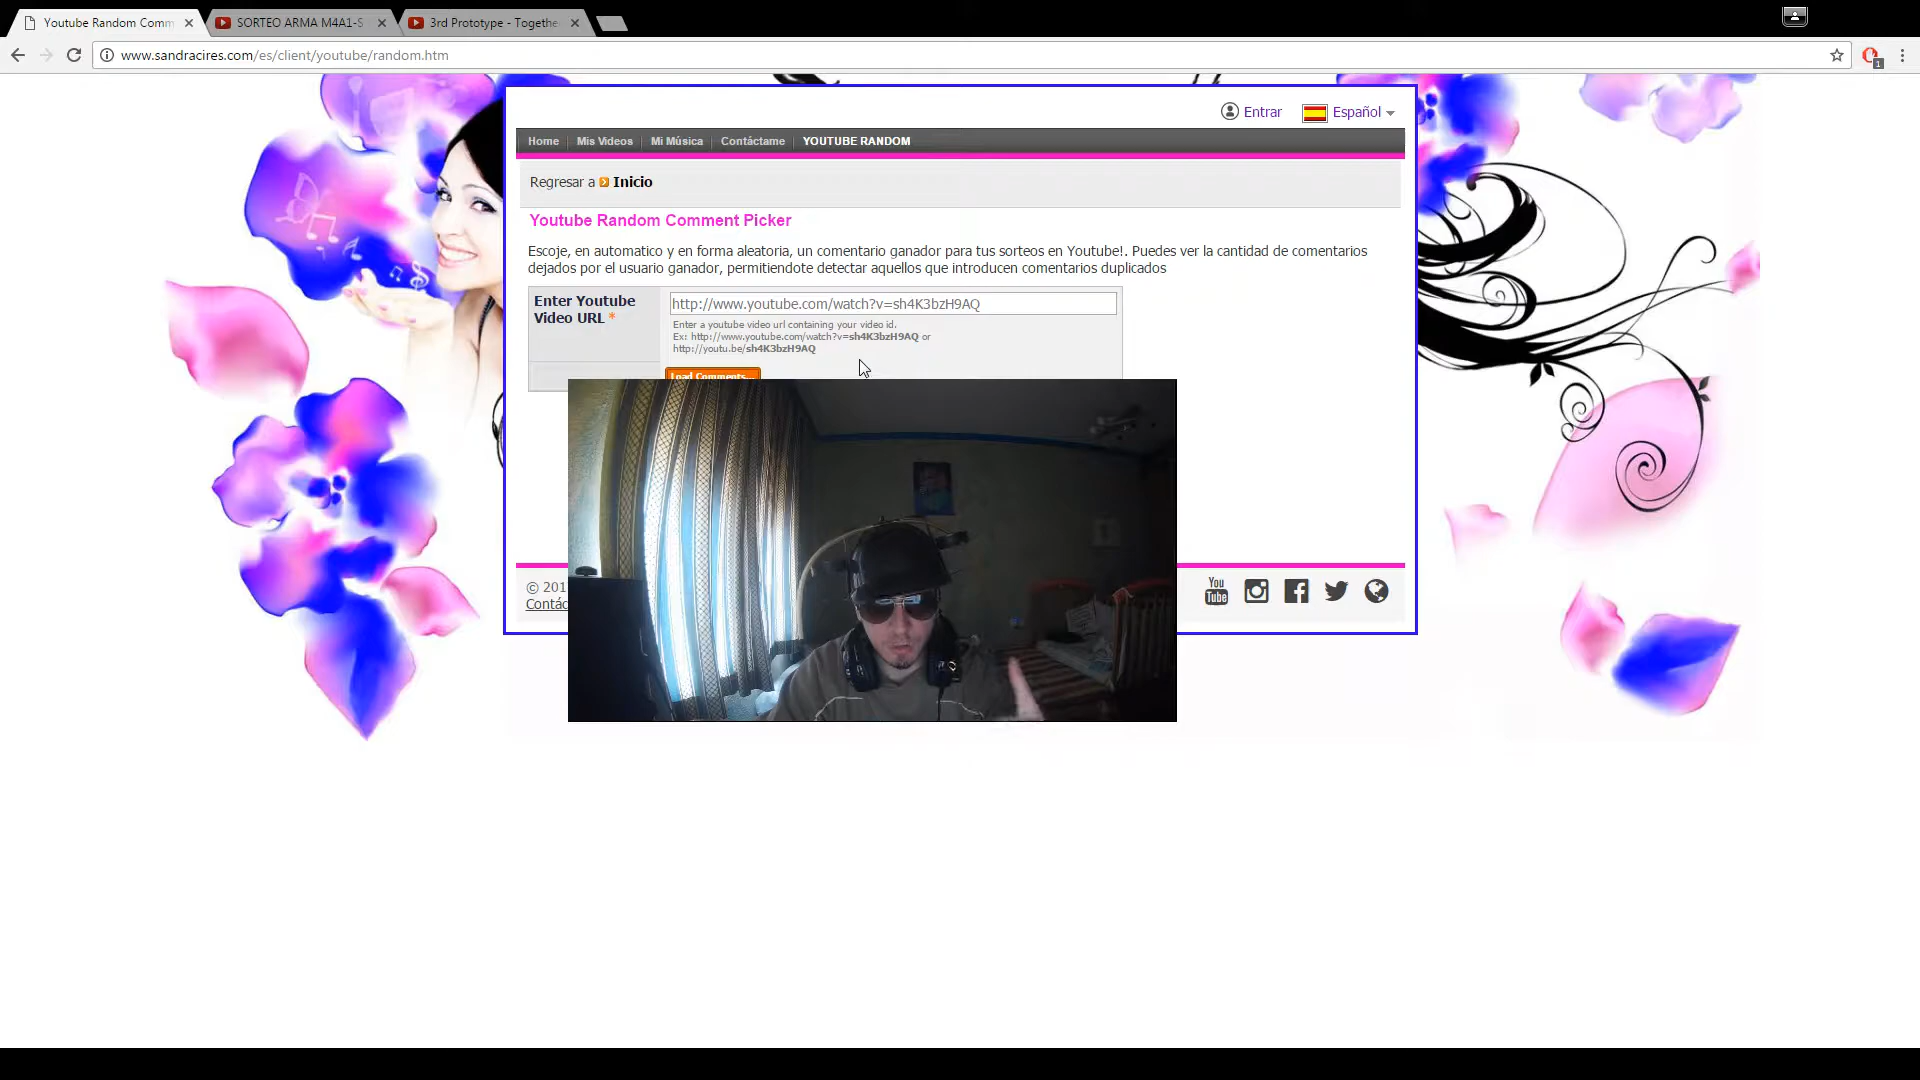 Youtube Random Comm
SORTEO ARMA M4A1-S
3rd Prototype - Togethe
www.sandracires.com/es/client/youtube/random.htm
1
Entrar
Español
Home
Mis Videos
Mi Música
Contáctame
YOUTUBE RANDOM
Regresar a Inicio
Youtube Random Comment Picker
Escoje, en automatico y en forma aleatoria, un comentario ganador para tus sorteos en Youtube!. Puedes ver la cantidad de comentarios
dejados por el usuario ganador, permitiendote detectar aquellos que introducen comentarios duplicados
Enter Youtube
Video URL *
http://www.youtube.com/watch?v=sh4K3bzH9AQ
Enter a youtube video url containing your video id.
Ex: http://www.youtube.com/watch?v=sh4K3bzH9AQ or
http://youtu.be/sh4K3bzH9AQ
Load Comments...
© 201
Contác
You
Tube